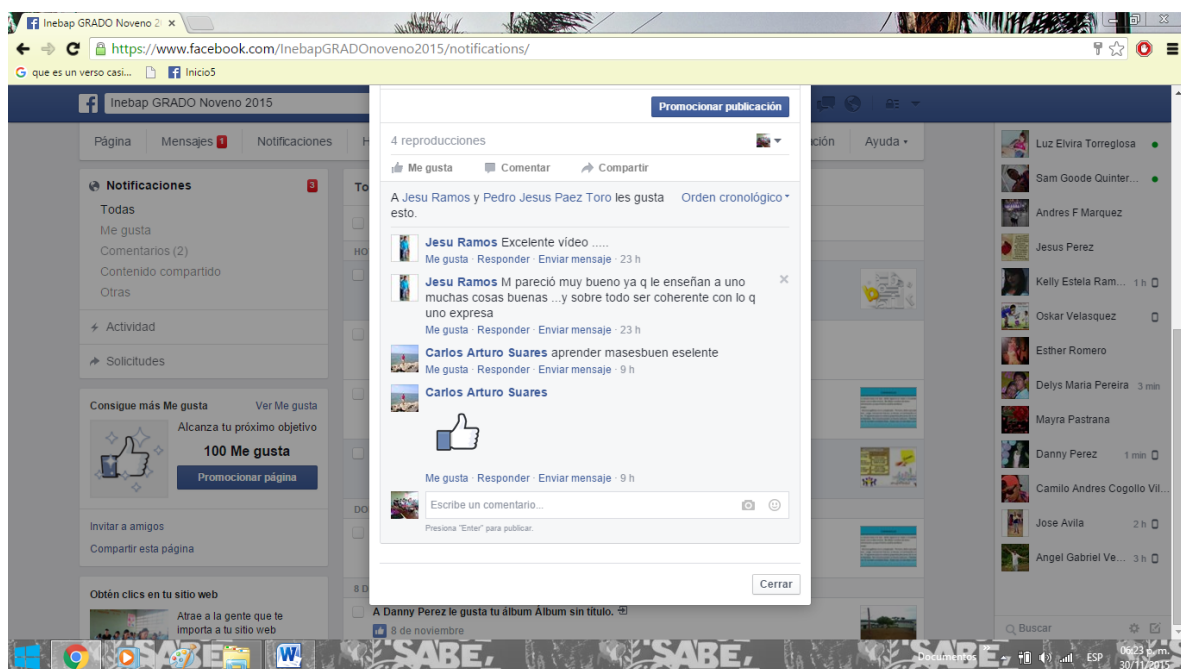 Inebap GRADO Noveno 2
https://www.facebook.com/InebapGRADOnoveno2015/notifications/
que es un verso casi...
Inicio5
Inebap GRADO Noveno 2015
Página Mensajes 1 Notificaciones
Ayuda
Notificaciones 3
Todas
Me gusta
Comentarios (2)
Contenido compartido
Otras
Actividad
Solicitudes
Consigue más Me gusta Ver Me gusta
Alcanza tu próximo objetivo
100 Me gusta
Promocionar página
Invitar a amigos
Compartir esta página
Obtén clics en tu sitio web
Atrae a la gente que te
importa a tu sitio web
Promocionar publicación
4 reproducciones
Me gusta Comentar Compartir
A Jesu Ramos y Pedro Jesus Paez Toro les gusta esto. Orden cronológico
Jesu Ramos Excelente vídeo .....
Me gusta · Responder · Enviar mensaje · 23 h
Jesu Ramos M pareció muy bueno ya q le enseñan a uno
muchas cosas buenas ...y sobre todo ser coherente con lo q
uno expresa
Me gusta · Responder · Enviar mensaje · 23 h
Carlos Arturo Suares aprender masesbuen eselente
Me gusta · Responder · Enviar mensaje · 9 h
Carlos Arturo Suares
Me gusta · Responder · Enviar mensaje · 9 h
Escribe un comentario...
Presiona "Enter" para publicar.
Cerrar
A Danny Perez le gusta tu álbum Álbum sin título.
8 de noviembre
Luz Elvira Torreglosa
Sam Goode Quinter...
Andres F Marquez
Jesus Perez
Kelly Estela Ram... 1 h
Oskar Velasquez
Esther Romero
Delys Maria Pereira 3 min
Mayra Pastrana
Danny Perez 1 min
Camilo Andres Cogollo Vil...
Jose Avila 2 h
Angel Gabriel Ve... 3 h
Buscar
SABE,
SABE,
SABE
Documentos
ESP
06:23 p.m.
30/11/2015